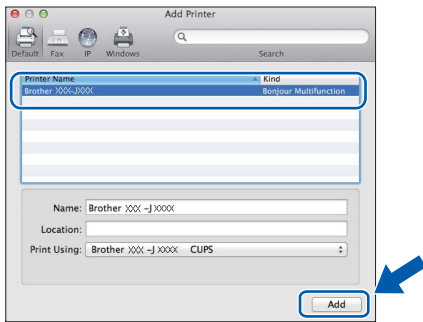 Add Printer
Default Fax IP Windows Search
Printer Name Kind
Brother XXX-JXXX Bonjour Multifunction
Name: Brother XXX -J XXXX
Location:
Print Using: Brother XXX -J XXXX CUPS
Add